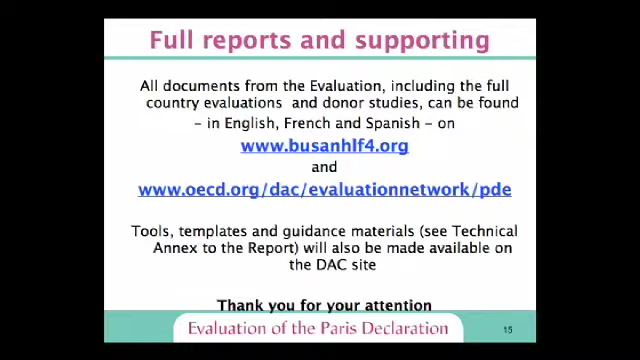 Full reports and supporting
All documents from the Evaluation, including the full
country evaluations and donor studies, can be found
– in English, French and Spanish – on
www.busanhlf4.org
and
www.oecd.org/dac/evaluationnetwork/pde
Tools, templates and guidance materials (see Technical
Annex to the Report) will also be made available on
the DAC site
Thank you for your attention
Evaluation of the Paris Declaration
15